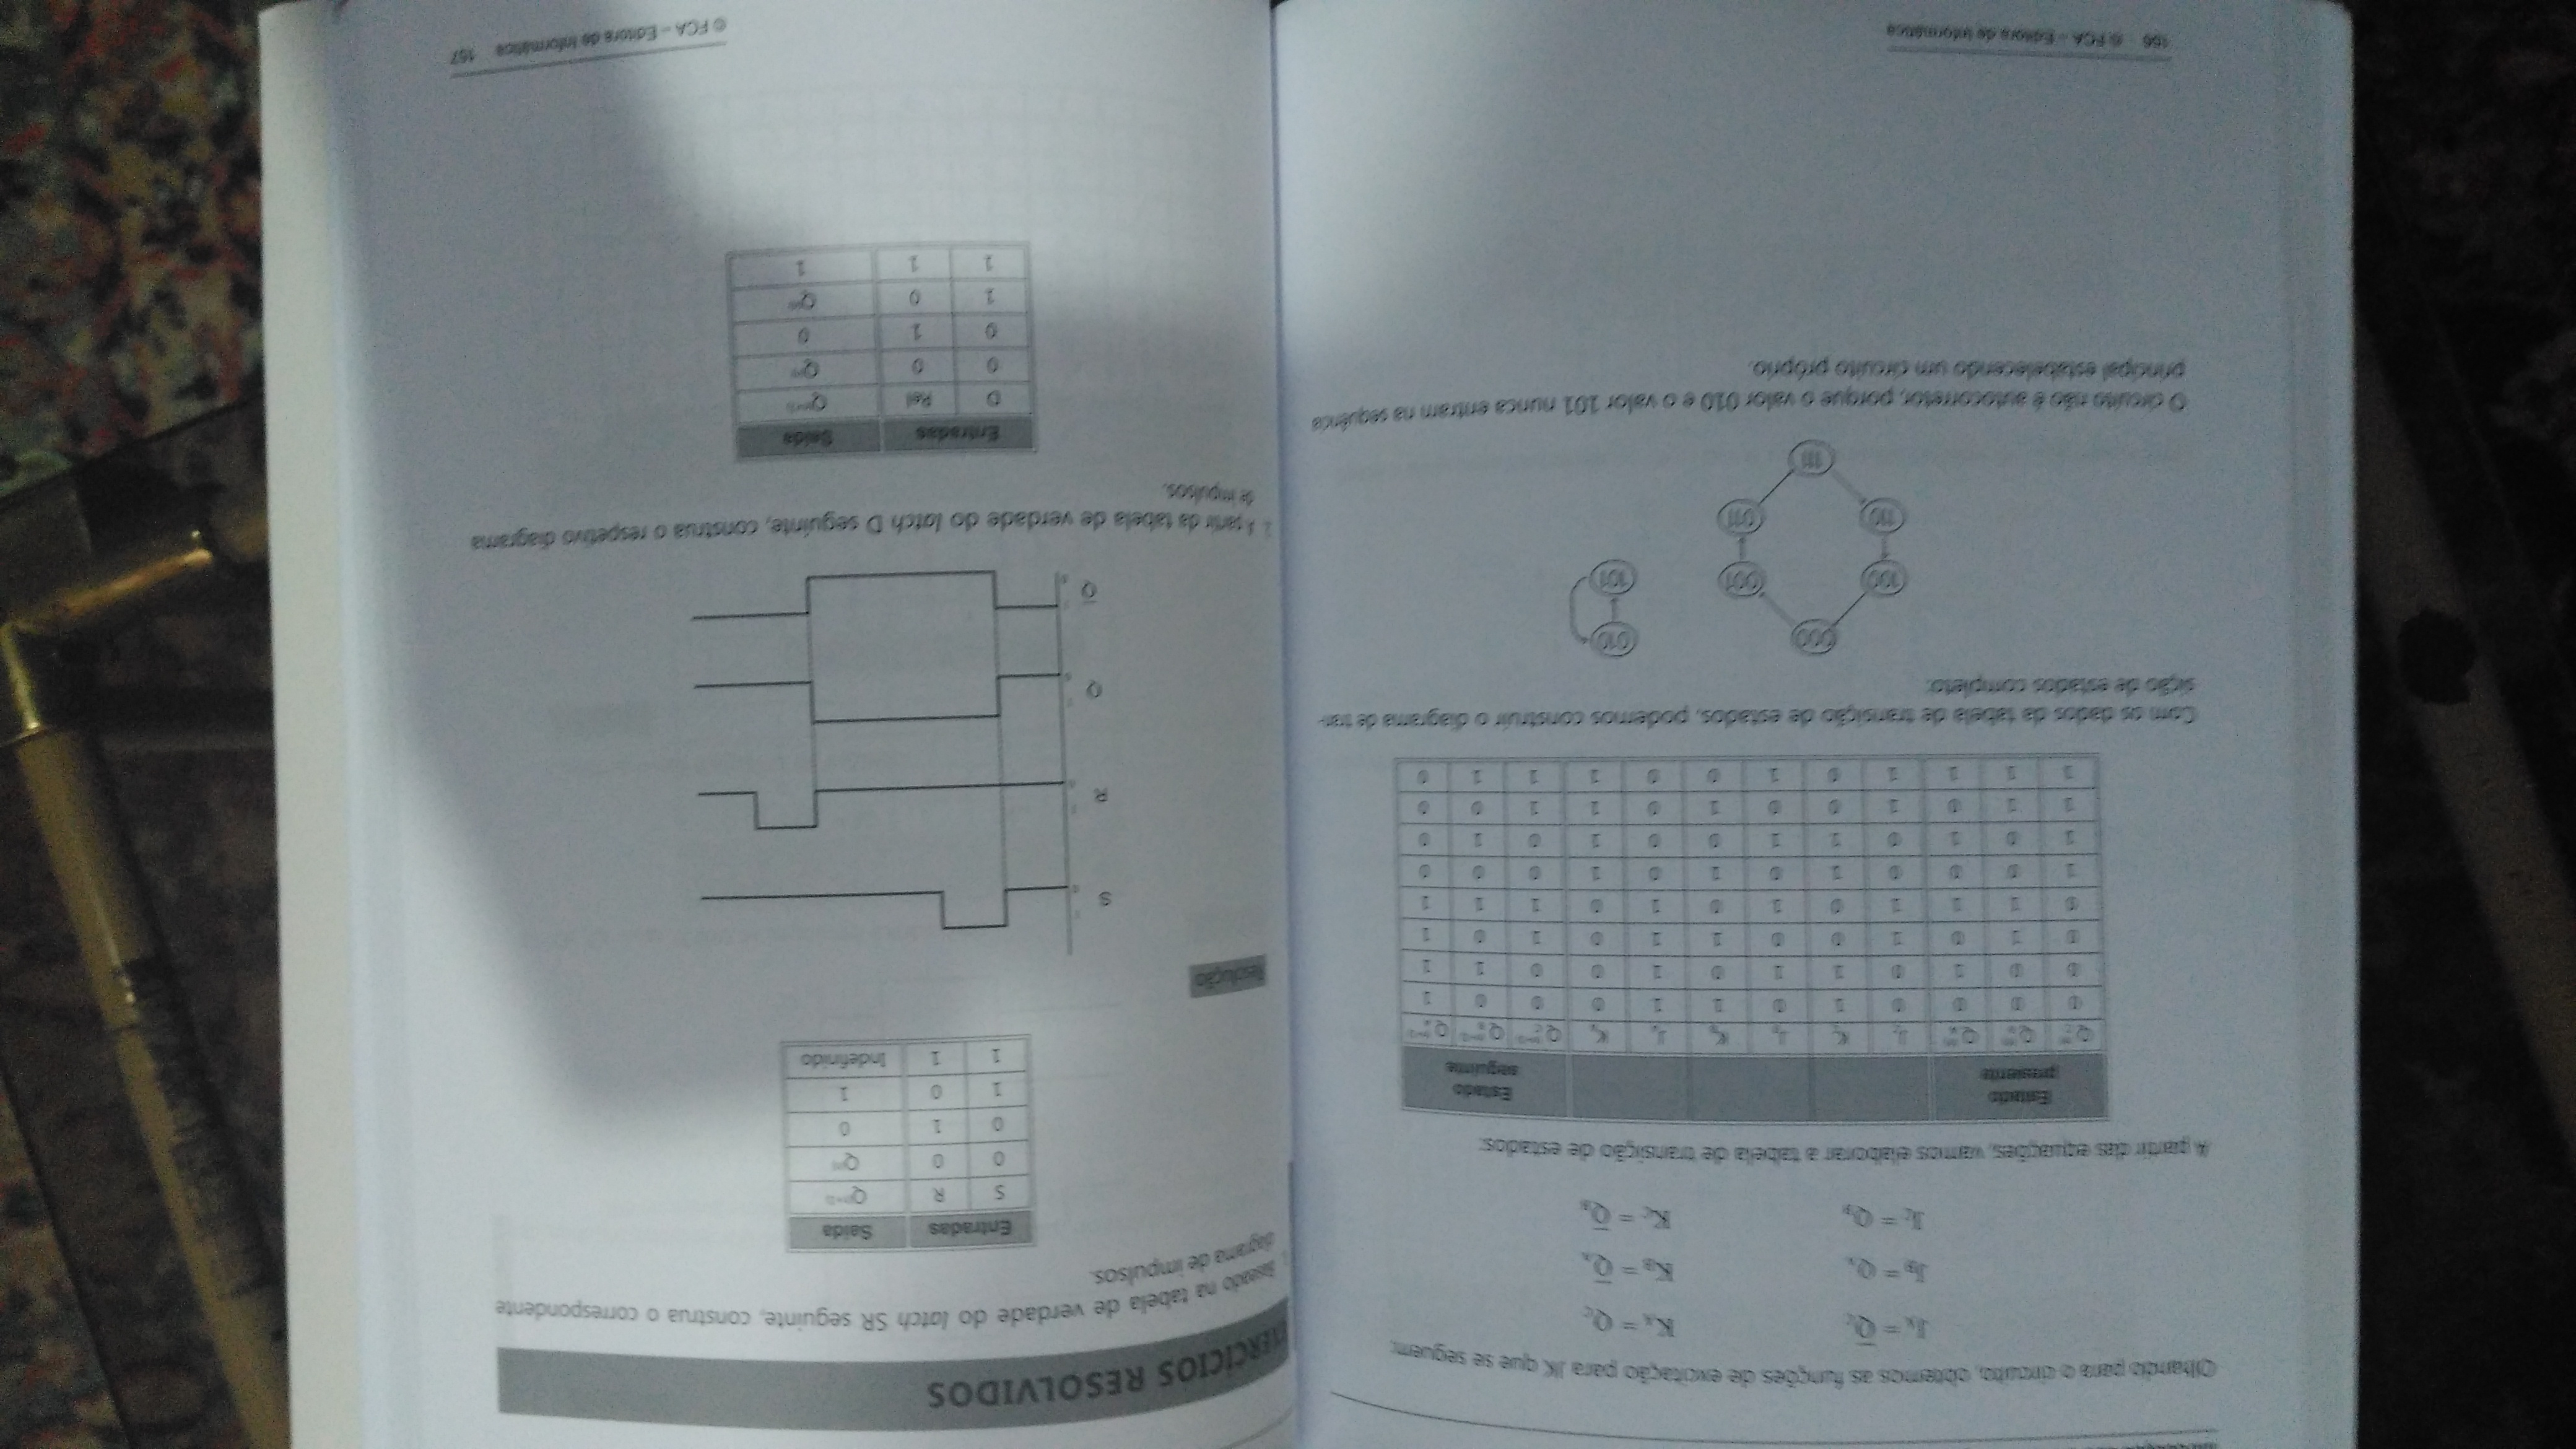 Olhando para o circuito, obtemos as funções de excitação para JK que se seguem:
J_A = Q̅_C K_A = Q_C
J_B = Q_A K_B = Q̅_A
J_C = Q_B K_C = Q̅_B
A partir das equações, vamos elaborar a tabela de transição de estados:
Estado presente Estado seguinte
Q_C^(n) Q_B^(n) Q_A^(n) J_C K_C J_B K_B J_A K_A Q_C^(n+1) Q_B^(n+1) Q_A^(n+1)
0 0 0 0 1 0 1 1 0 0 0 1
0 0 1 0 1 1 0 1 0 0 1 1
0 1 0 1 0 0 1 1 0 1 0 1
0 1 1 1 0 1 0 1 0 1 1 1
1 0 0 0 1 0 1 0 1 0 0 0
1 0 1 0 1 1 0 0 1 0 1 0
1 1 0 1 0 0 1 0 1 1 0 0
1 1 1 1 0 1 0 0 1 1 1 0
Com os dados da tabela de transição de estados, podemos construir o diagrama de tran-
sição de estados completo:
000
010
100 001
101
110 011
111
O circuito não é autocorretor, porque o valor 010 e o valor 101 nunca entram na sequência
principal estabelecendo um circuito próprio.
166 © FCA – Editora de Informática
EXERCÍCIOS RESOLVIDOS
Baseado na tabela de verdade do latch SR seguinte, construa o correspondente
diagrama de impulsos.
Entradas Saída
S R Q^(n+1)
0 0 Q^(n)
0 1 0
1 0 1
1 1 Indefinido
Resolução
S
R
Q
Q̅
2. A partir da tabela de verdade do latch D seguinte, construa o respetivo diagrama
de impulsos.
Entradas Saída
D Rel Q^(n+1)
0 0 Q^(n)
0 1 0
1 0 Q^(n)
1 1 1
© FCA – Editora de Informática 167